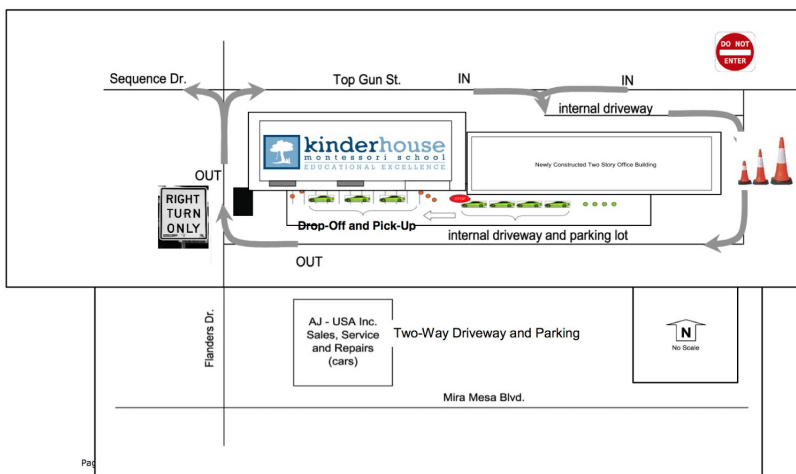 DO NOT
ENTER
Sequence Dr.
Top Gun St.
IN
IN
internal driveway
kinderhouse
montessori school
EDUCATIONAL EXCELLENCE
Newly Constructed Two Story Office Building
OUT
RIGHT
TURN
ONLY
STOP
Drop-Off and Pick-Up
internal driveway and parking lot
OUT
Flanders Dr.
AJ - USA Inc.
Sales, Service
and Repairs
(cars)
Two-Way Driveway and Parking
N
No Scale
Mira Mesa Blvd.
Pag